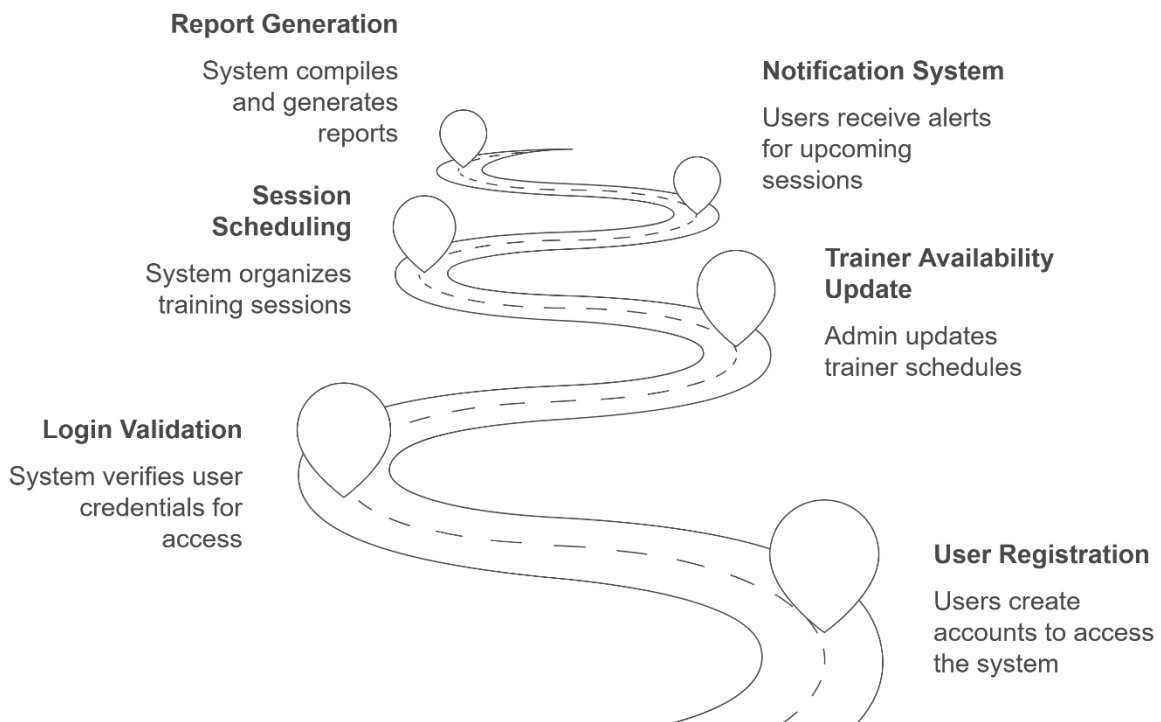 Report Generation
System compiles
and generates
reports
Notification System
Users receive alerts
for upcoming
sessions
Session
Scheduling
System organizes
training sessions
Trainer Availability
Update
Admin updates
trainer schedules
Login Validation
System verifies user
credentials for
access
User Registration
Users create
accounts to access
the system